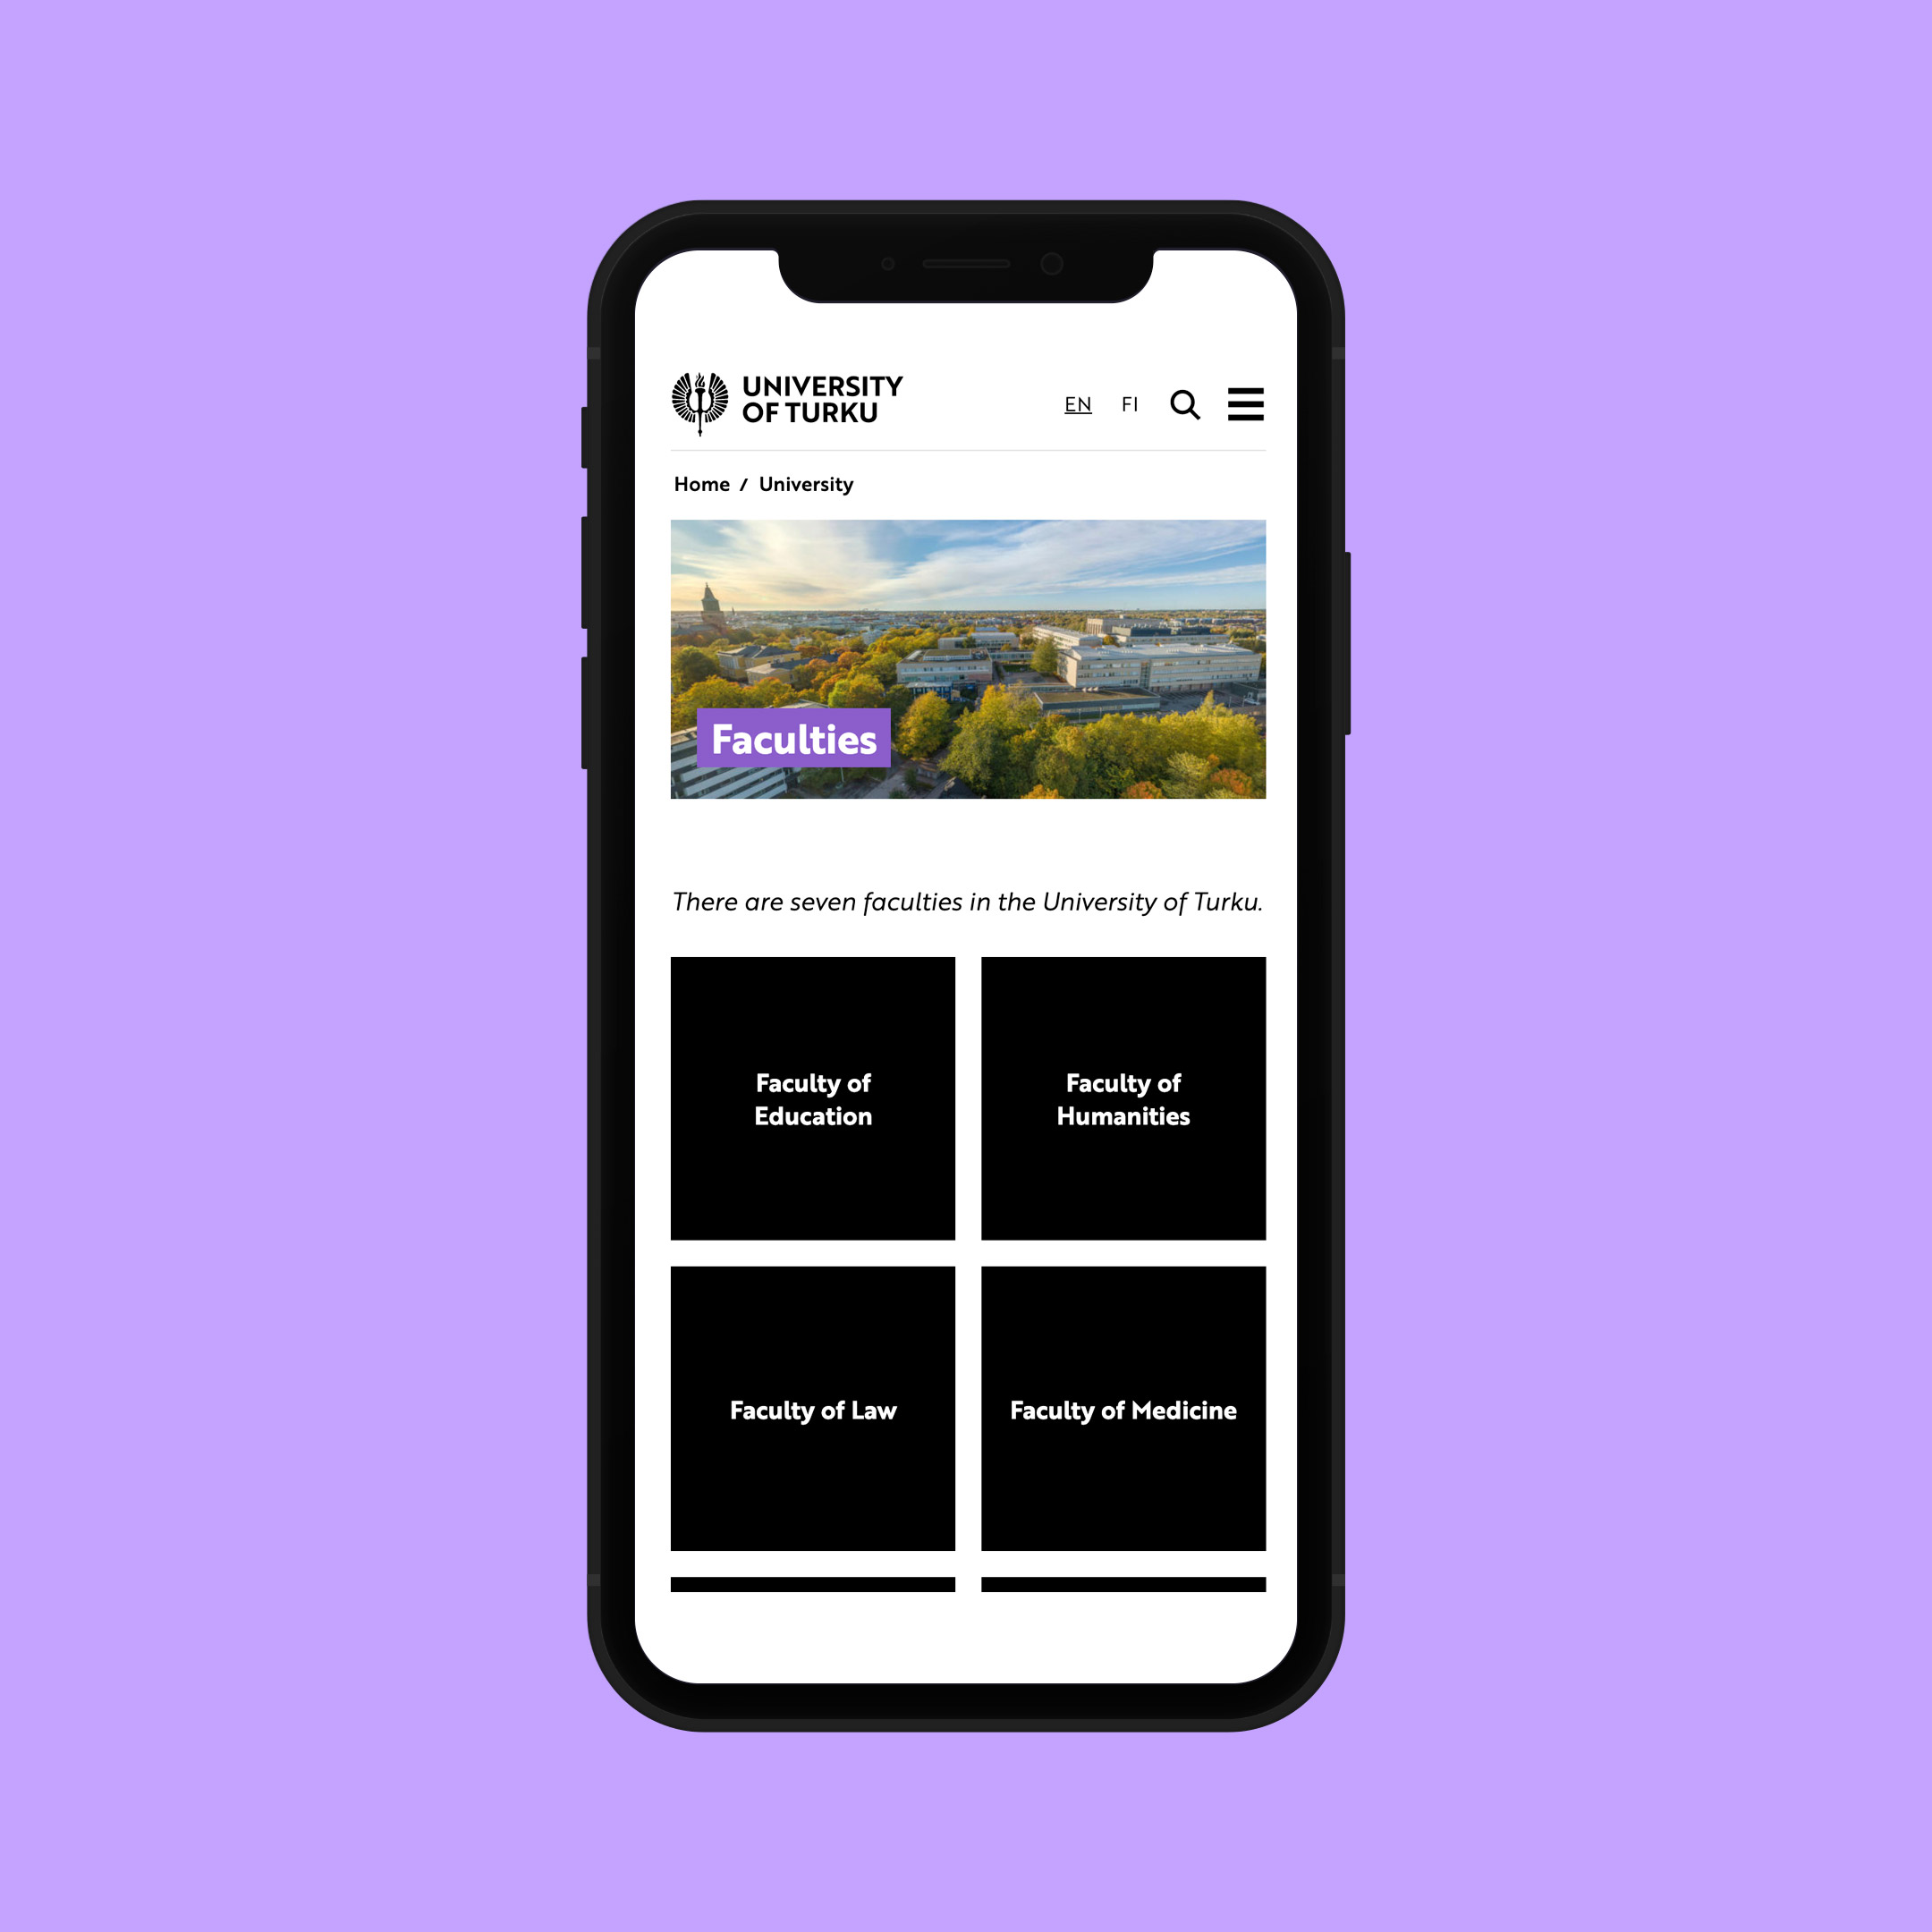 UNIVERSITY
OF TURKU
EN FI
Home / University
Faculties
There are seven faculties in the University of Turku.
Faculty of
Education
Faculty of
Humanities
Faculty of Law
Faculty of Medicine